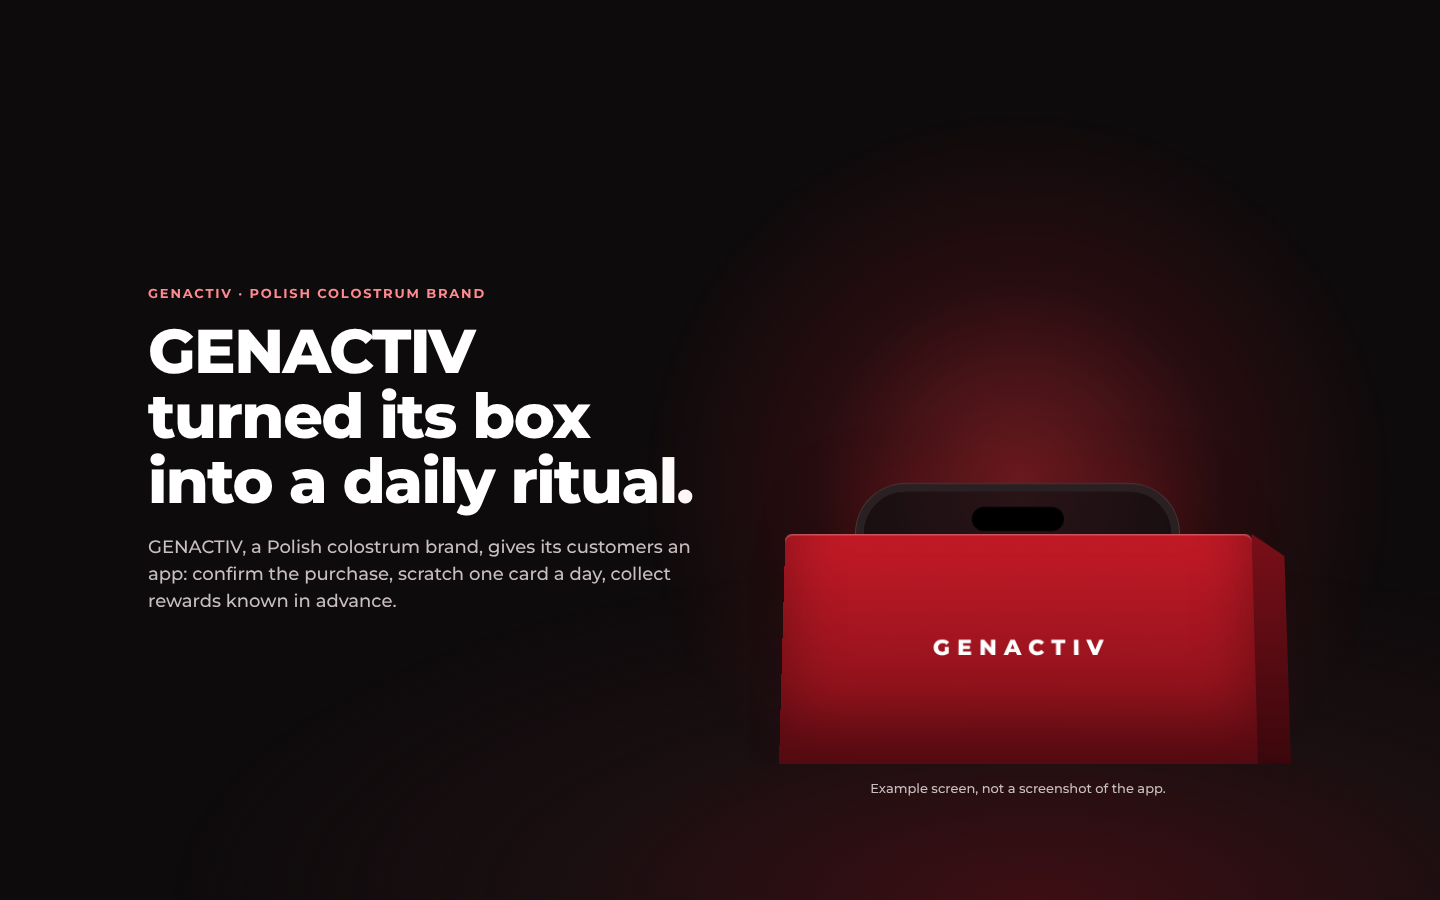 GENACTIV · POLISH COLOSTRUM BRAND
GENACTIV
turned its box
into a daily ritual.
GENACTIV, a Polish colostrum brand, gives its customers an
app: confirm the purchase, scratch one card a day, collect
rewards known in advance.
GENACTIV
Example screen, not a screenshot of the app.